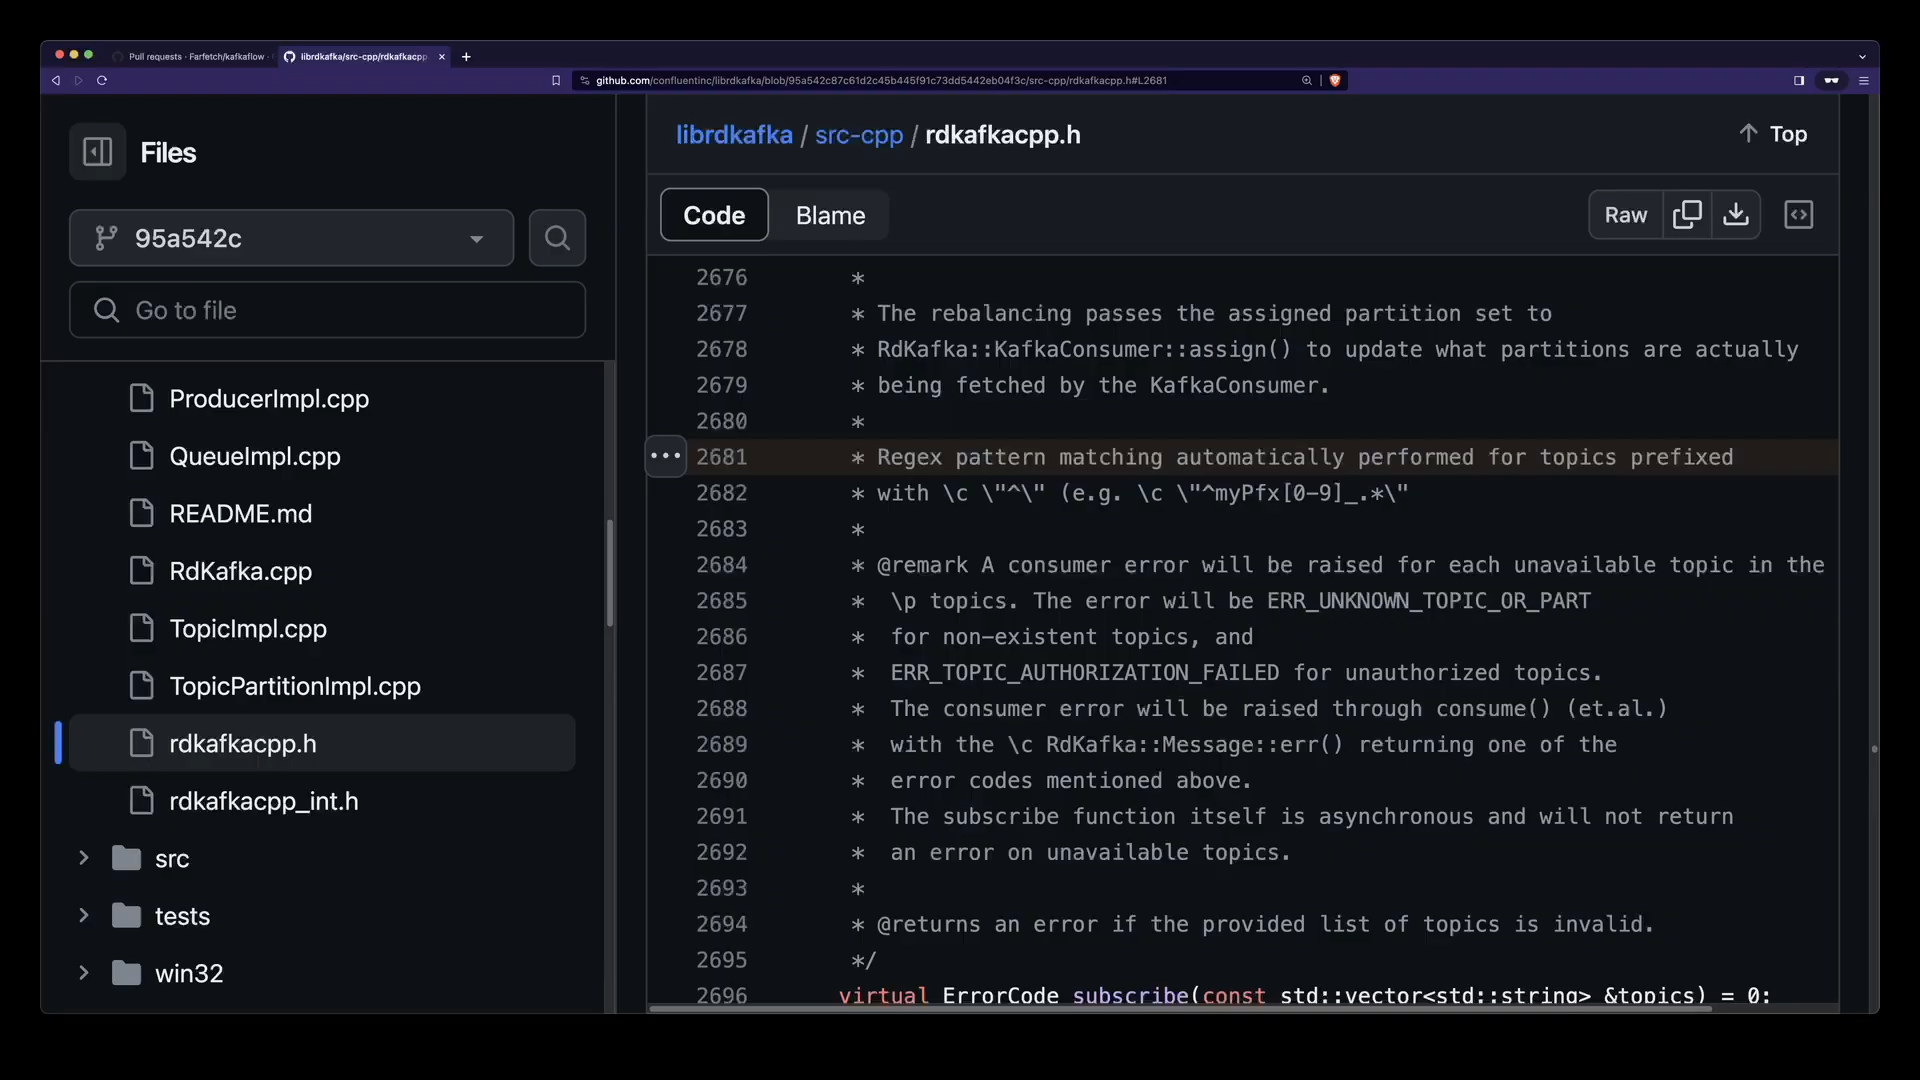 Pull requests · Farfetch/kafkaflow ·
librdkafka/src-cpp/rdkafkacpp
github.com/confluentinc/librdkafka/blob/95a542c87c61d2c45b445f91c73dd5442eb04f3c/src-cpp/rdkafkacpp.h#L2681
Files
95a542c
Go to file
ProducerImpl.cpp
QueueImpl.cpp
README.md
RdKafka.cpp
TopicImpl.cpp
TopicPartitionImpl.cpp
rdkafkacpp.h
rdkafkacpp_int.h
src
tests
win32
librdkafka / src-cpp / rdkafkacpp.h
Top
Code
Blame
Raw
2676 *
2677 * The rebalancing passes the assigned partition set to
2678 * RdKafka::KafkaConsumer::assign() to update what partitions are actually
2679 * being fetched by the KafkaConsumer.
2680 *
2681 * Regex pattern matching automatically performed for topics prefixed
2682 * with \c \"^\" (e.g. \c \"^myPfx[0-9]_.*\"
2683 *
2684 * @remark A consumer error will be raised for each unavailable topic in the
2685 * \p topics. The error will be ERR_UNKNOWN_TOPIC_OR_PART
2686 * for non-existent topics, and
2687 * ERR_TOPIC_AUTHORIZATION_FAILED for unauthorized topics.
2688 * The consumer error will be raised through consume() (et.al.)
2689 * with the \c RdKafka::Message::err() returning one of the
2690 * error codes mentioned above.
2691 * The subscribe function itself is asynchronous and will not return
2692 * an error on unavailable topics.
2693 *
2694 * @returns an error if the provided list of topics is invalid.
2695 */
2696 virtual ErrorCode subscribe(const std::vector<std::string> &topics) = 0;